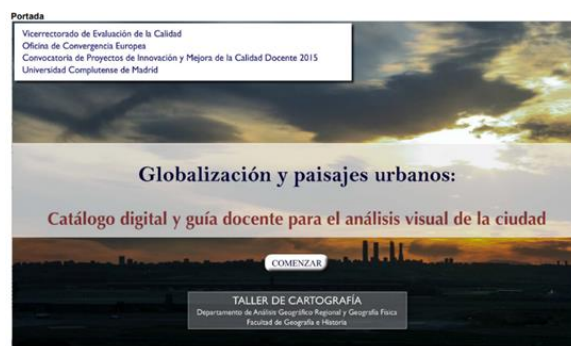 Portada
Vicerrectorado de Evaluación de la Calidad
Oficina de Convergencia Europea
Convocatoria de Proyectos de Innovación y Mejora de la Calidad Docente 2015
Universidad Complutense de Madrid
Globalización y paisajes urbanos:
Catálogo digital y guía docente para el análisis visual de la ciudad
COMENZAR
TALLER DE CARTOGRAFÍA
Departamento de Análisis Geográfico Regional y Geografía Física
Facultad de Geografía e Historia